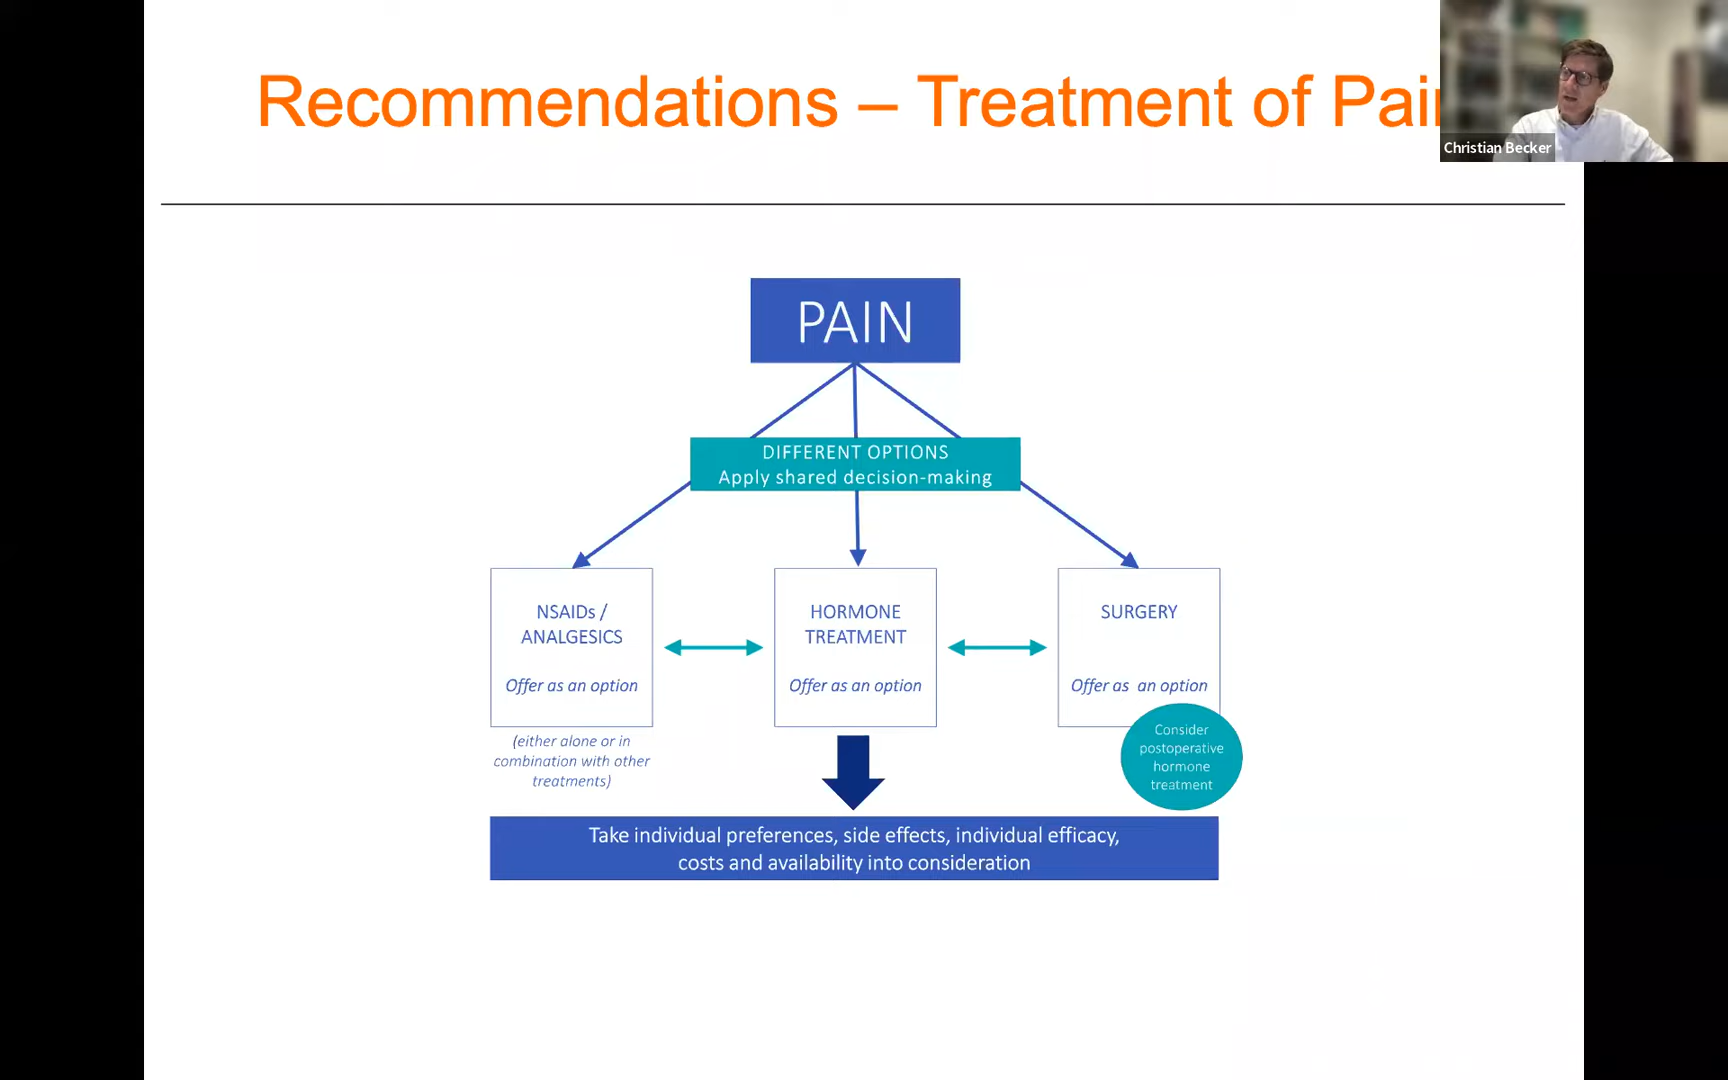 Recommendations – Treatment of Pai
Christian Becker
PAIN
DIFFERENT OPTIONS
Apply shared decision-making
NSAIDs /
ANALGESICS
Offer as an option
(either alone or in
combination with other
treatments)
HORMONE
TREATMENT
Offer as an option
SURGERY
Offer as an option
Consider
postoperative
hormone
treatment
Take individual preferences, side effects, individual efficacy,
costs and availability into consideration